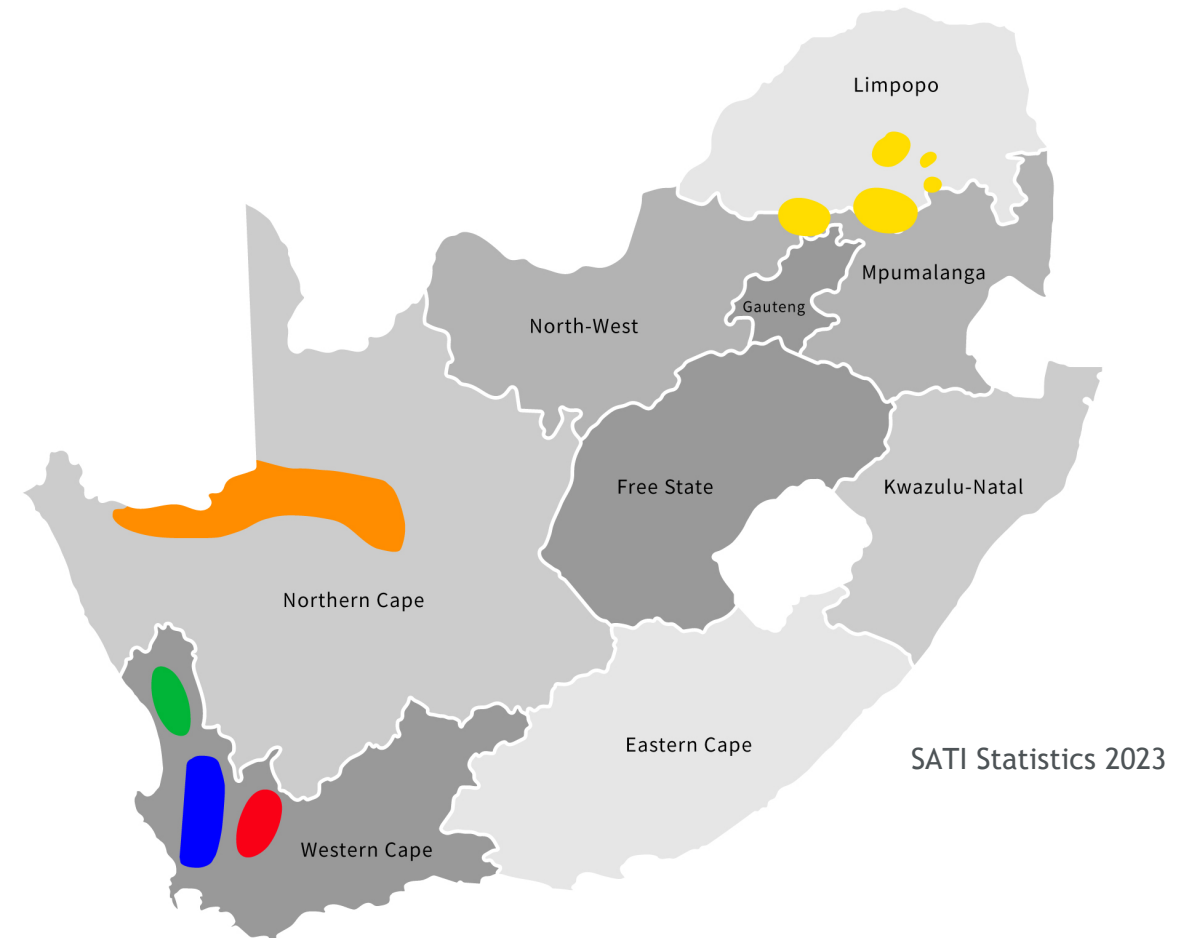 Limpopo
Mpumalanga
Gauteng
North-West
Free State
Kwazulu-Natal
Northern Cape
Eastern Cape
SATI Statistics 2023
Western Cape